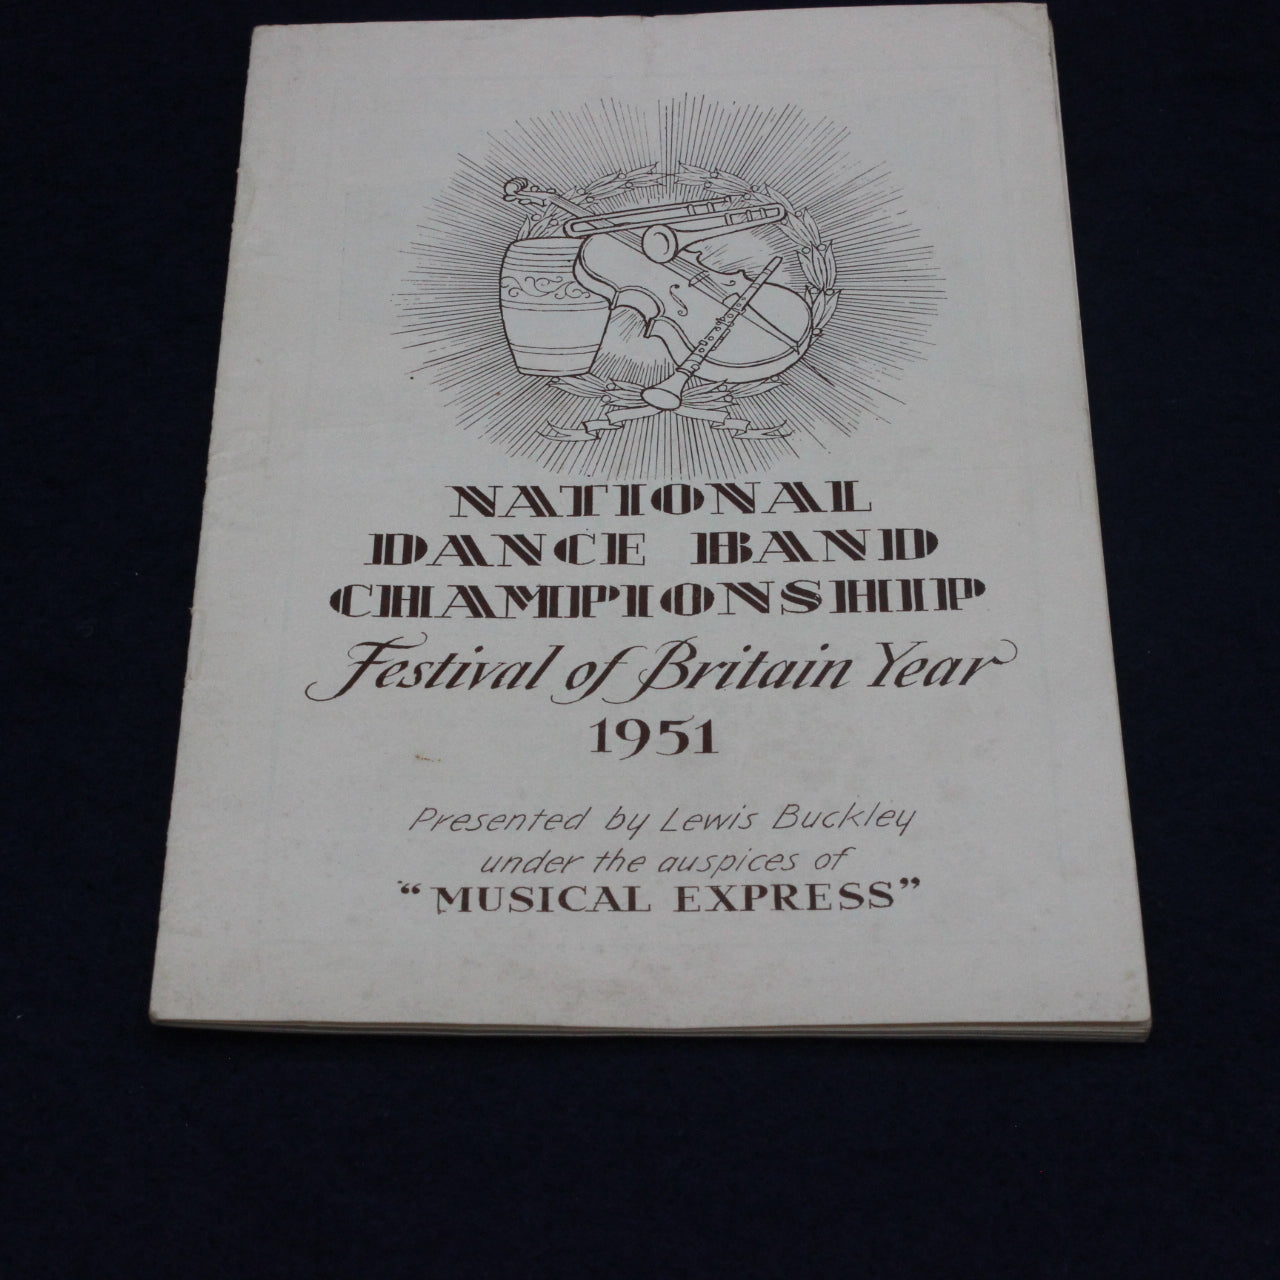 NATIONAL
DANCE BAND
CHAMPIONSHIP
Festival of Britain Year
1951
Presented by Lewis Buckley
under the auspices of
“MUSICAL EXPRESS”